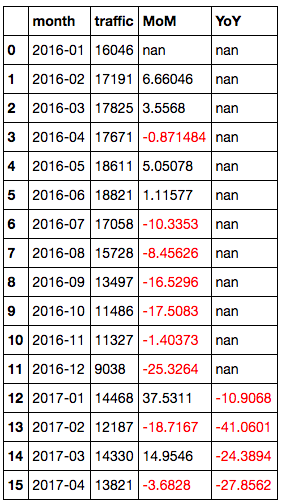 month traffic MoM YoY
0 2016-01 16046 nan nan
1 2016-02 17191 6.66046 nan
2 2016-03 17825 3.5568 nan
3 2016-04 17671 -0.871484 nan
4 2016-05 18611 5.05078 nan
5 2016-06 18821 1.11577 nan
6 2016-07 17058 -10.3353 nan
7 2016-08 15728 -8.45626 nan
8 2016-09 13497 -16.5296 nan
9 2016-10 11486 -17.5083 nan
10 2016-11 11327 -1.40373 nan
11 2016-12 9038 -25.3264 nan
12 2017-01 14468 37.5311 -10.9068
13 2017-02 12187 -18.7167 -41.0601
14 2017-03 14330 14.9546 -24.3894
15 2017-04 13821 -3.6828 -27.8562